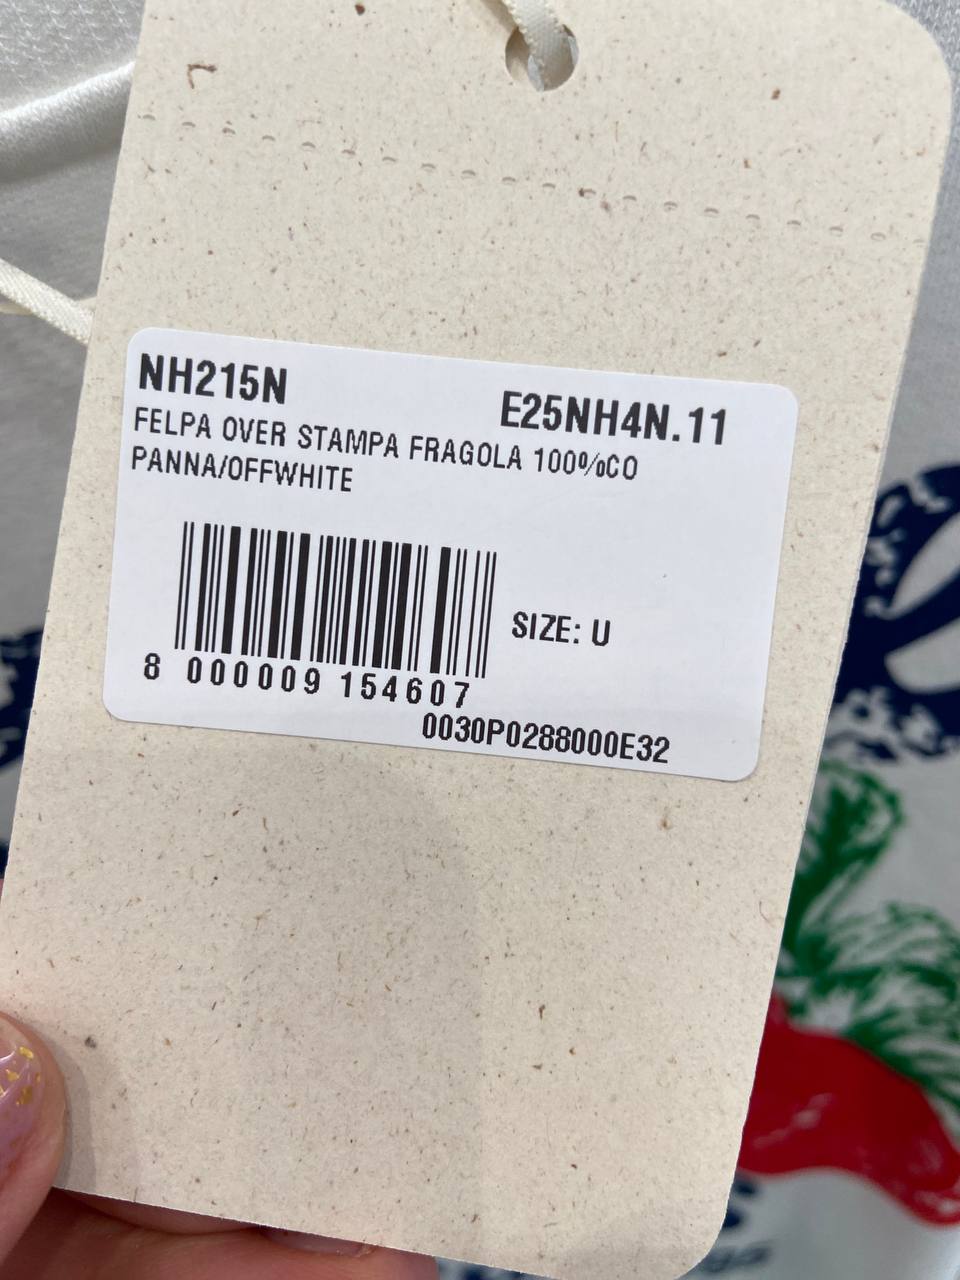 NH215N
E25NH4N.11
FELPA OVER STAMPA FRAGOLA 100%CO
PANNA/OFFWHITE
SIZE: U
8 000009 154607
0030P0288000E32